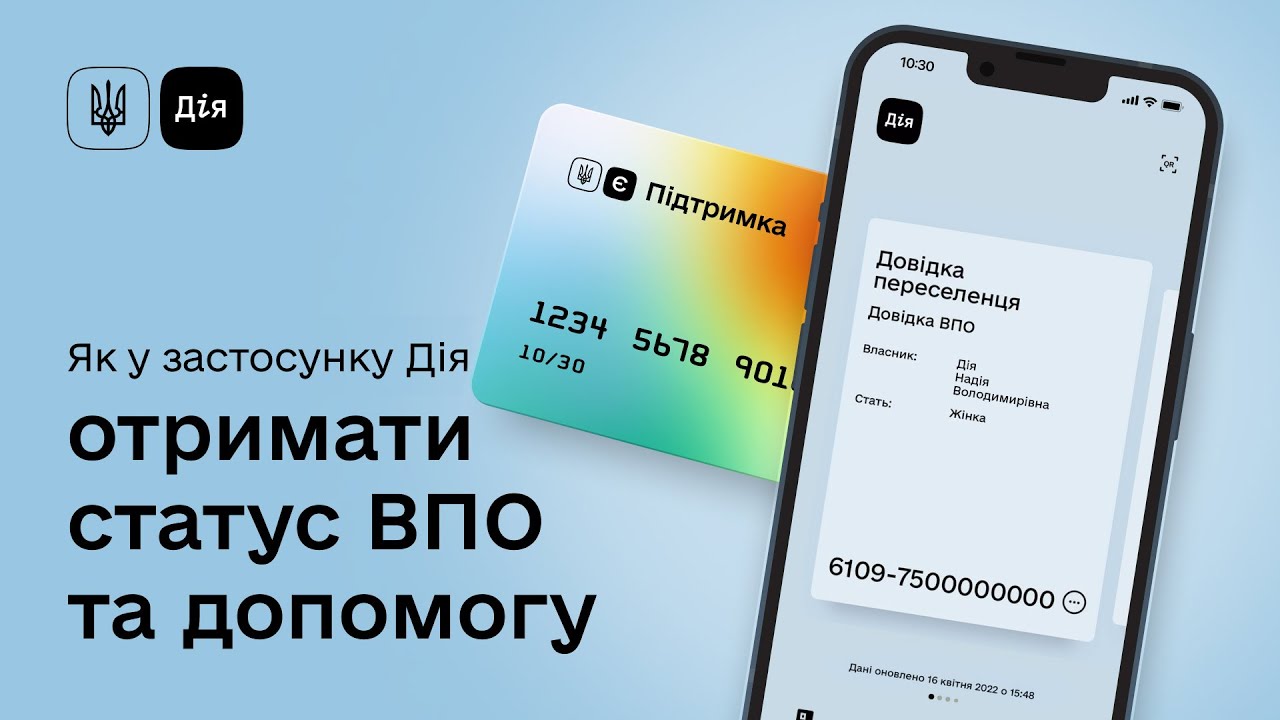 Дія
Як у застосунку Дія
отримати
статус ВПО
та допомогу
є Підтримка
1234 5678 901
10/30
10:30
Дія
QR
Довідка
переселенця
Довідка ВПО
Власник:
Дія
Надія
Володимирівна
Стать:
Жінка
6109-7500000000
Дані оновлено 16 квітня 2022 о 15:48